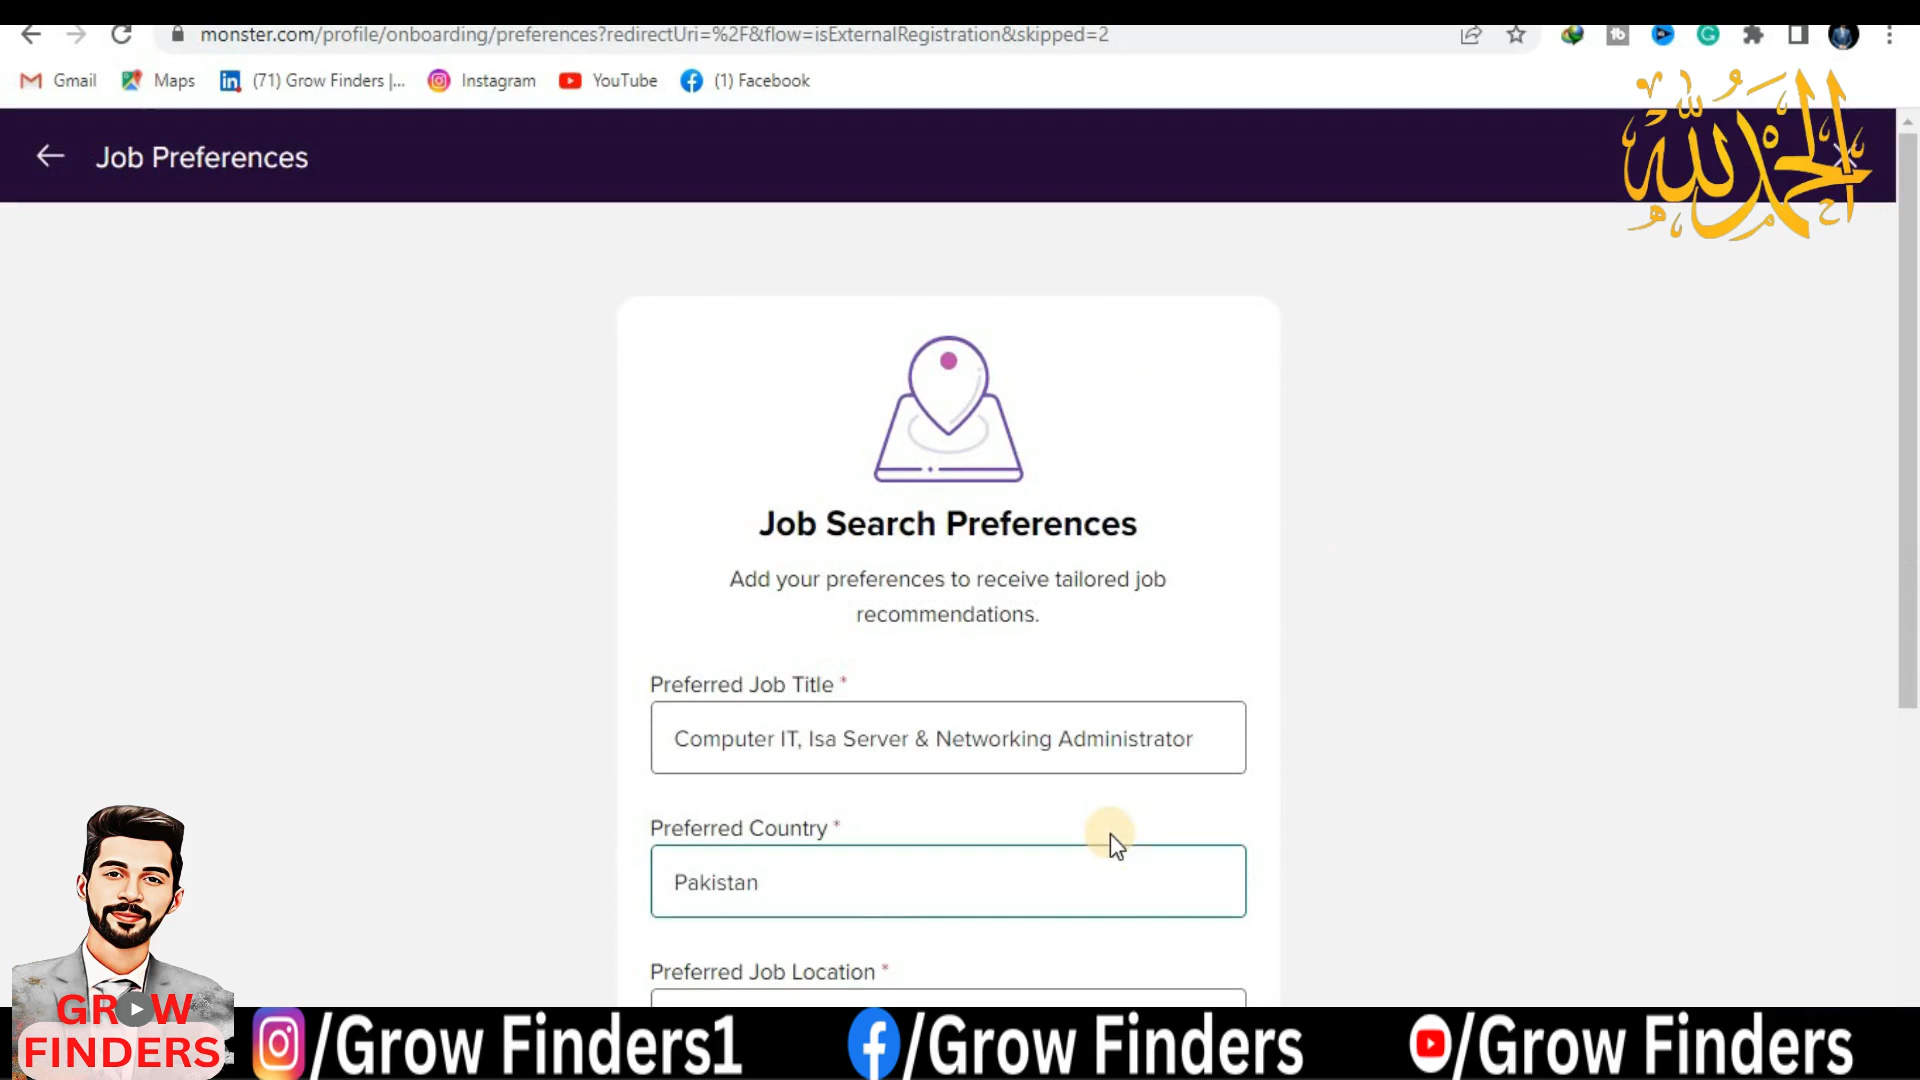 monster.com/profile/onboarding/preferences?redirectUri=%2F&flow=isExternalRegistration&skipped=2
Gmail
Maps
(71) Grow Finders |...
Instagram
YouTube
(1) Facebook
Job Preferences
الحمد لله
Job Search Preferences
Add your preferences to receive tailored job
recommendations.
Preferred Job Title *
Computer IT, Isa Server & Networking Administrator
Preferred Country *
Pakistan
Preferred Job Location *
GROW
FINDERS
/Grow Finders1
/Grow Finders
/Grow Finders